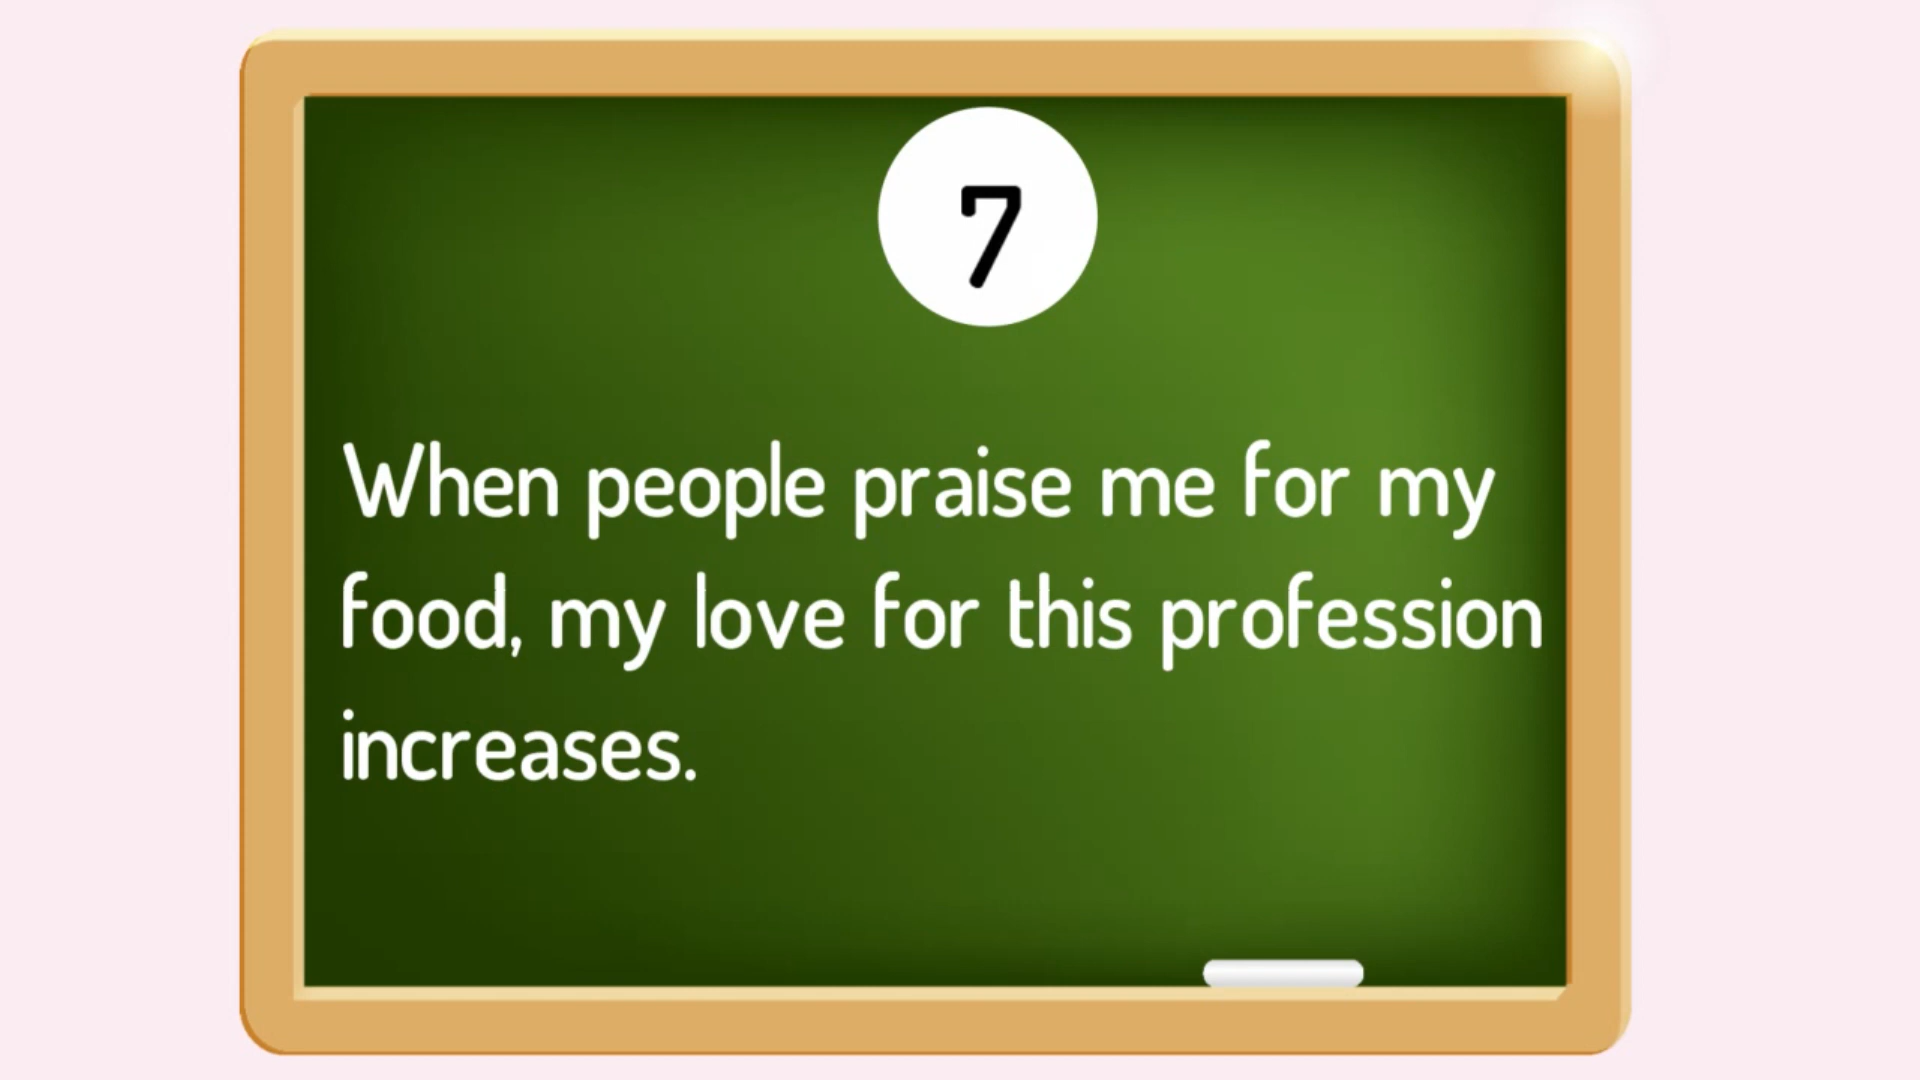 7
When people praise me for my
food, my love for this profession
increases.